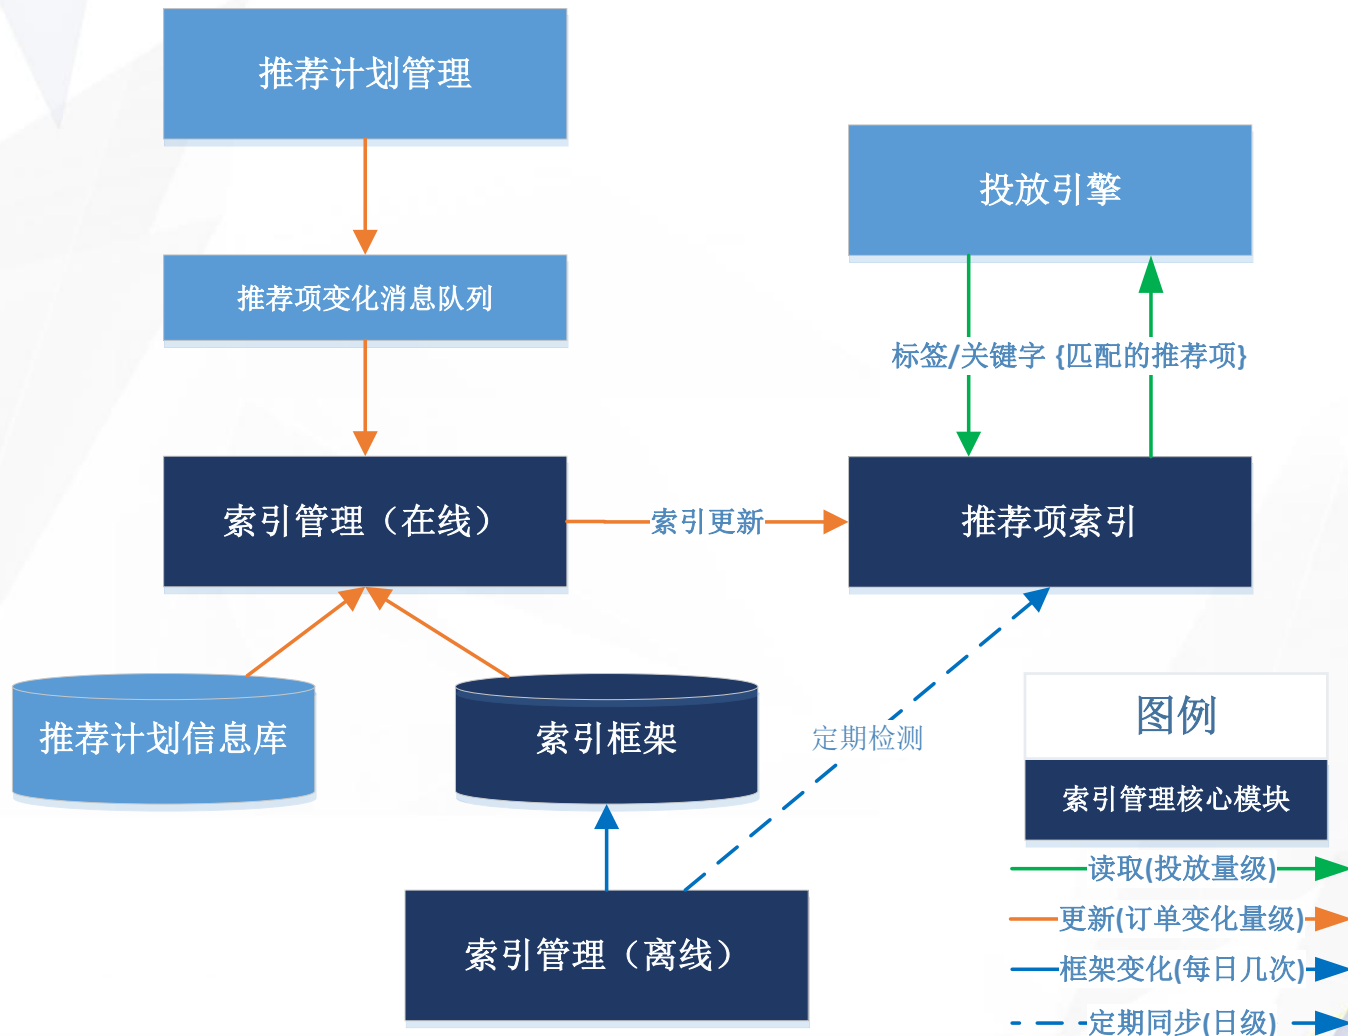 推荐计划管理
投放引擎
推荐项变化消息队列
标签/关键字 {匹配的推荐项}
索引管理（在线）
索引更新
推荐项索引
推荐计划信息库
索引框架
定期检测
图例
索引管理核心模块
读取(投放量级)
更新(订单变化量级)
索引管理（离线）
框架变化(每日几次)
定期同步(日级)